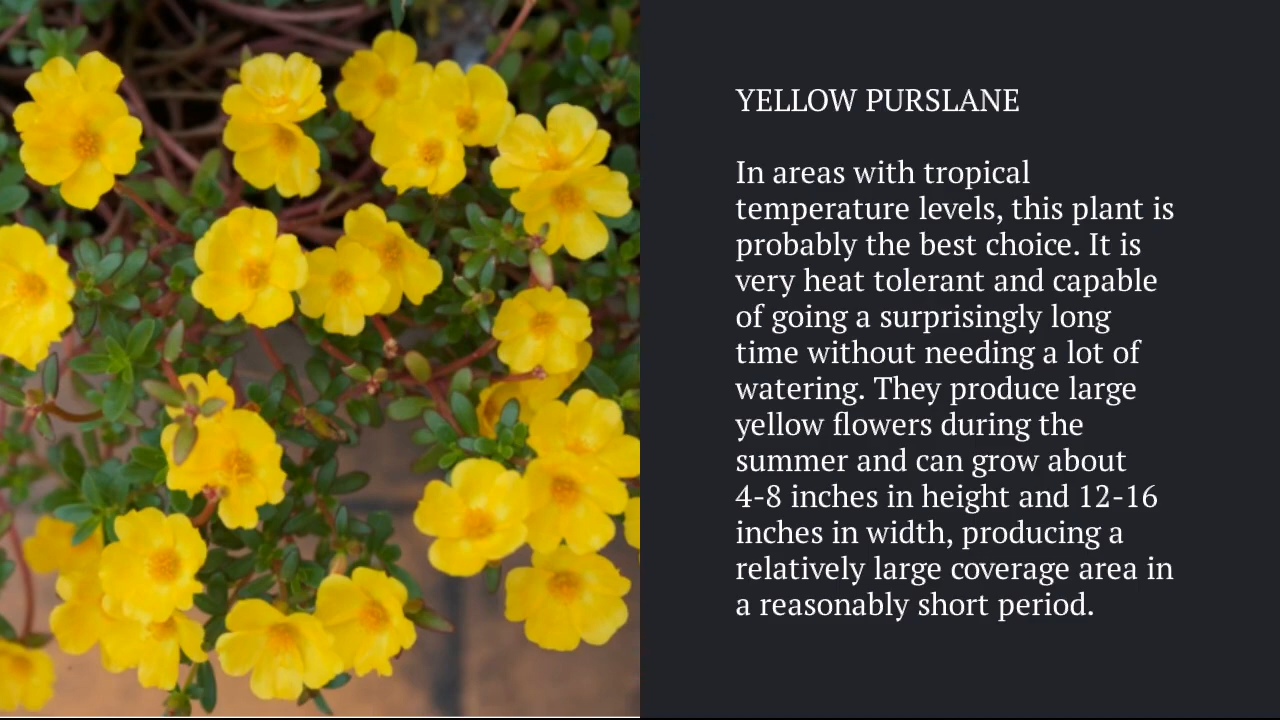 YELLOW PURSLANE
In areas with tropical
temperature levels, this plant is
probably the best choice. It is
very heat tolerant and capable
of going a surprisingly long
time without needing a lot of
watering. They produce large
yellow flowers during the
summer and can grow about
4-8 inches in height and 12-16
inches in width, producing a
relatively large coverage area in
a reasonably short period.